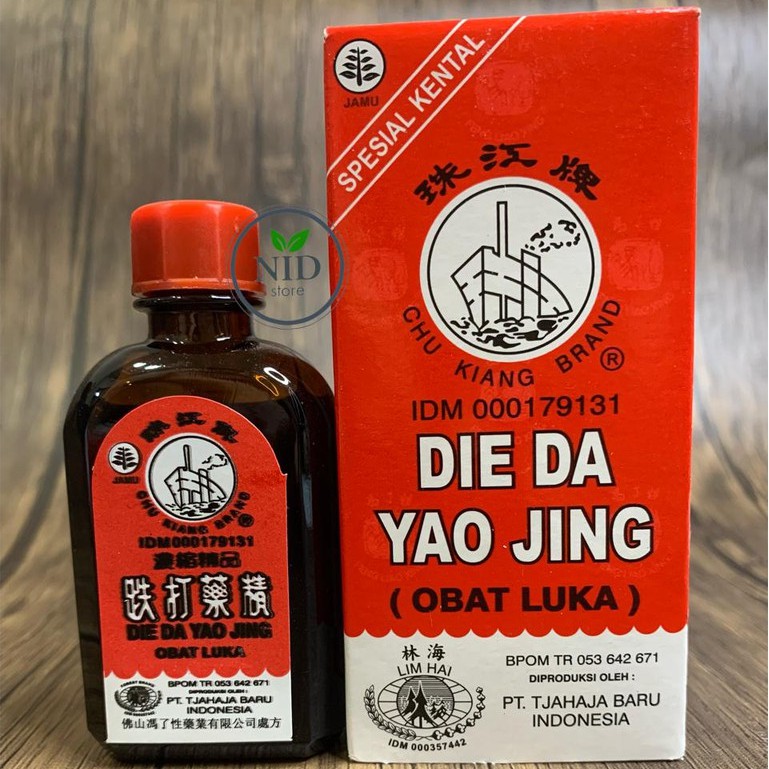 JAMU
SPESIAL KENTAL
珠江牌
CHU KIANG BRAND ®
IDM 000179131
DIE DA
YAO JING
( OBAT LUKA )
林海
LIM HAI
IDM 000357442
BPOM TR 053 642 671
DIPRODUKSI OLEH :
PT. TJAHAJA BARU
INDONESIA
NID
store
JAMU
CHU KIANG BRAND ®
IDM 000179131
濃縮精品
跌打藥精
DIE DA YAO JING
OBAT LUKA
BPOM TR 053 642 671
DIPRODUKSI OLEH :
PT. TJAHAJA BARU
INDONESIA
佛山馮了性藥業有限公司處方